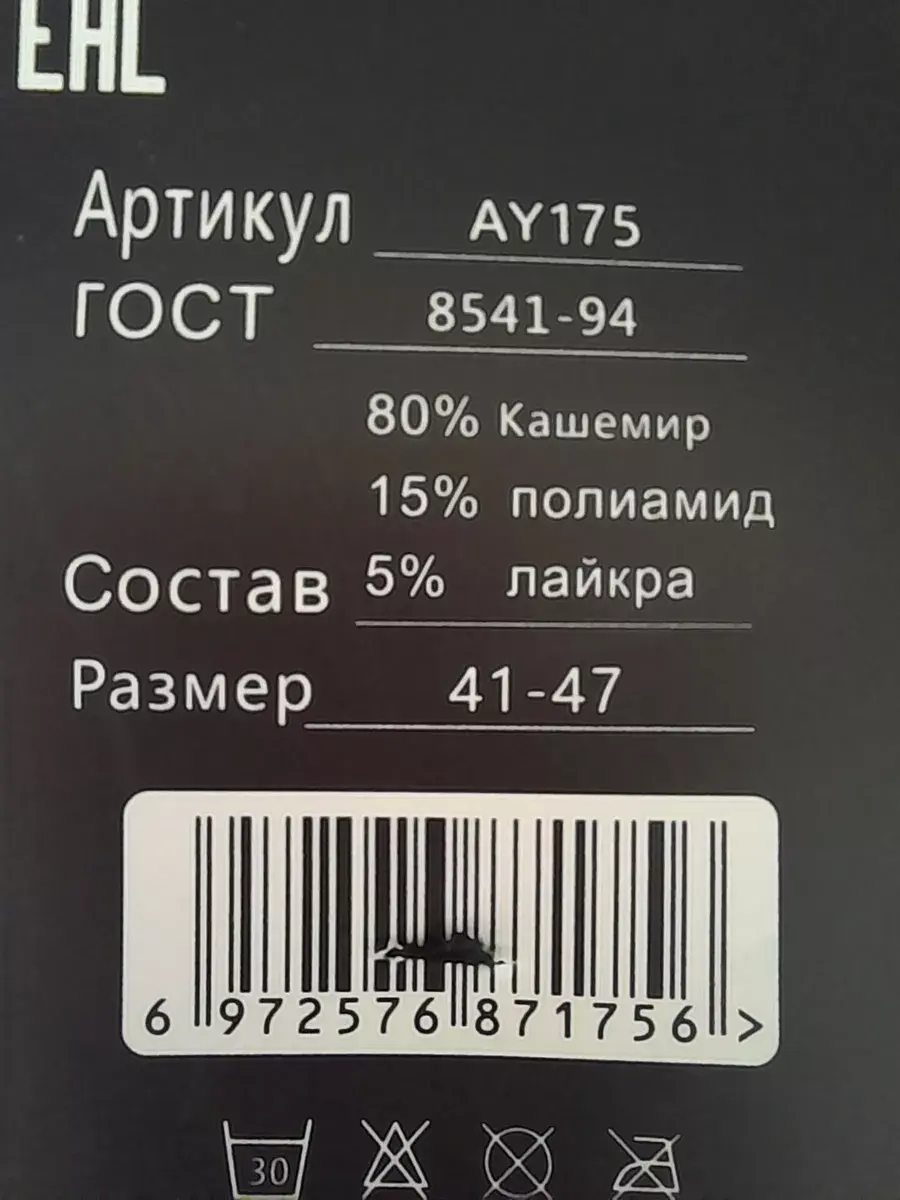 EAC
Артикул AY175
ГОСТ 8541-94
80% Кашемир
15% полиамид
Состав 5% лайкра
Размер 41-47
6 972576 871756 >
30